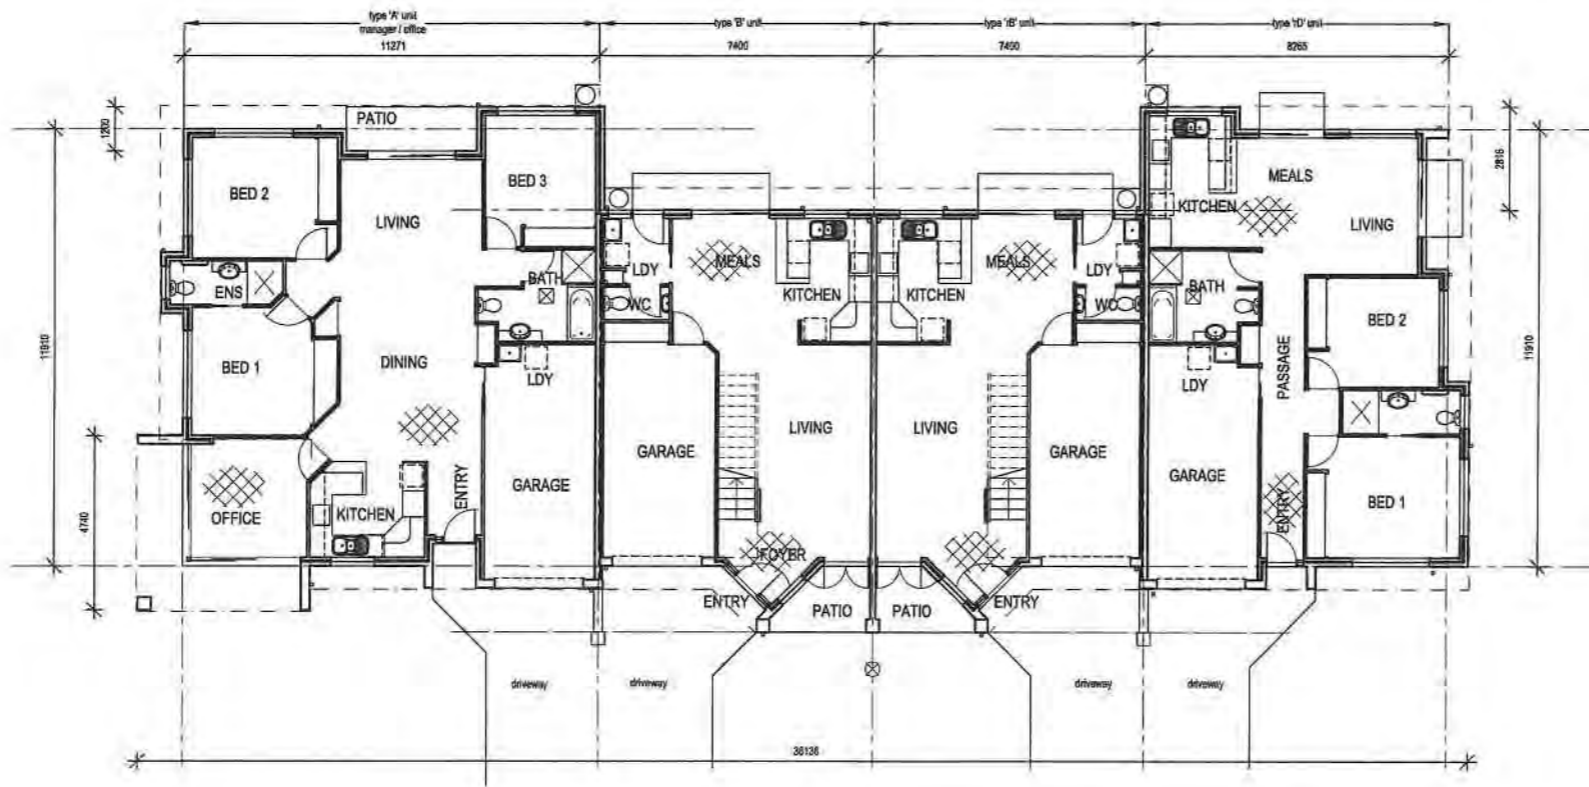 type 'A' unit
manager / office
11271
type 'B' unit
7400
type 'rB' unit
7400
type 'rD' unit
8265
1200
PATIO
BED 2
BED 3
LIVING
ENS
BATH
BED 1
DINING
LDY
OFFICE
KITCHEN
ENTRY
GARAGE
11910
4740
LDY
WC
MEALS
KITCHEN
GARAGE
LIVING
FOYER
ENTRY
PATIO
MEALS
LDY
KITCHEN
WC
LIVING
GARAGE
PATIO
ENTRY
MEALS
KITCHEN
LIVING
BATH
BED 2
PASSAGE
LDY
GARAGE
ENTRY
BED 1
2816
11910
driveway
driveway
driveway
driveway
36136